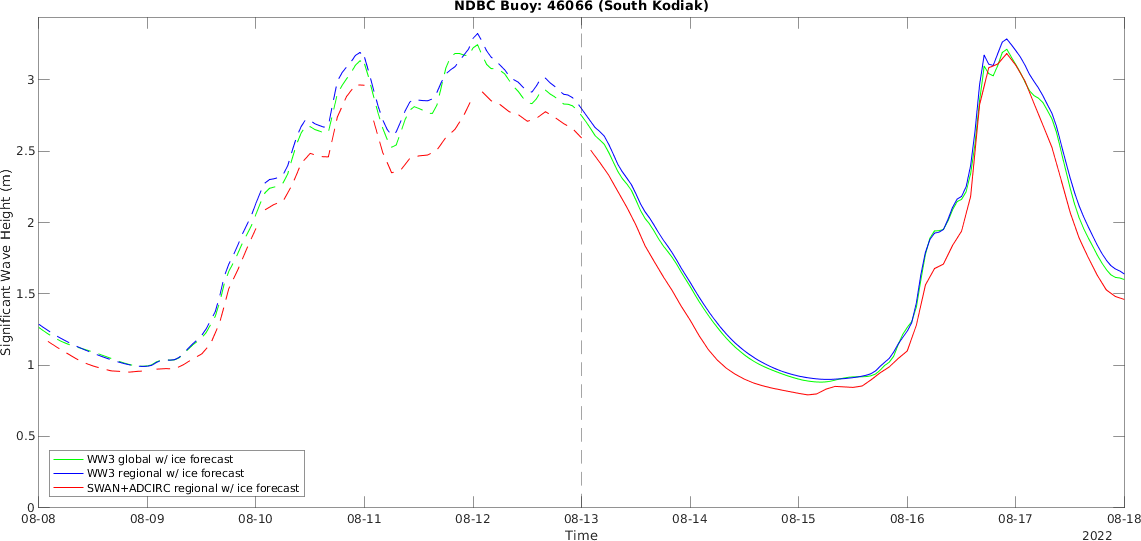 NDBC Buoy: 46066 (South Kodiak)
Significant Wave Height (m)
3
2.5
2
1.5
1
0.5
0
WW3 global w/ ice forecast
WW3 regional w/ ice forecast
SWAN+ADCIRC regional w/ ice forecast
08-08 08-09 08-10 08-11 08-12 08-13 08-14 08-15 08-16 08-17 08-18
Time
2022